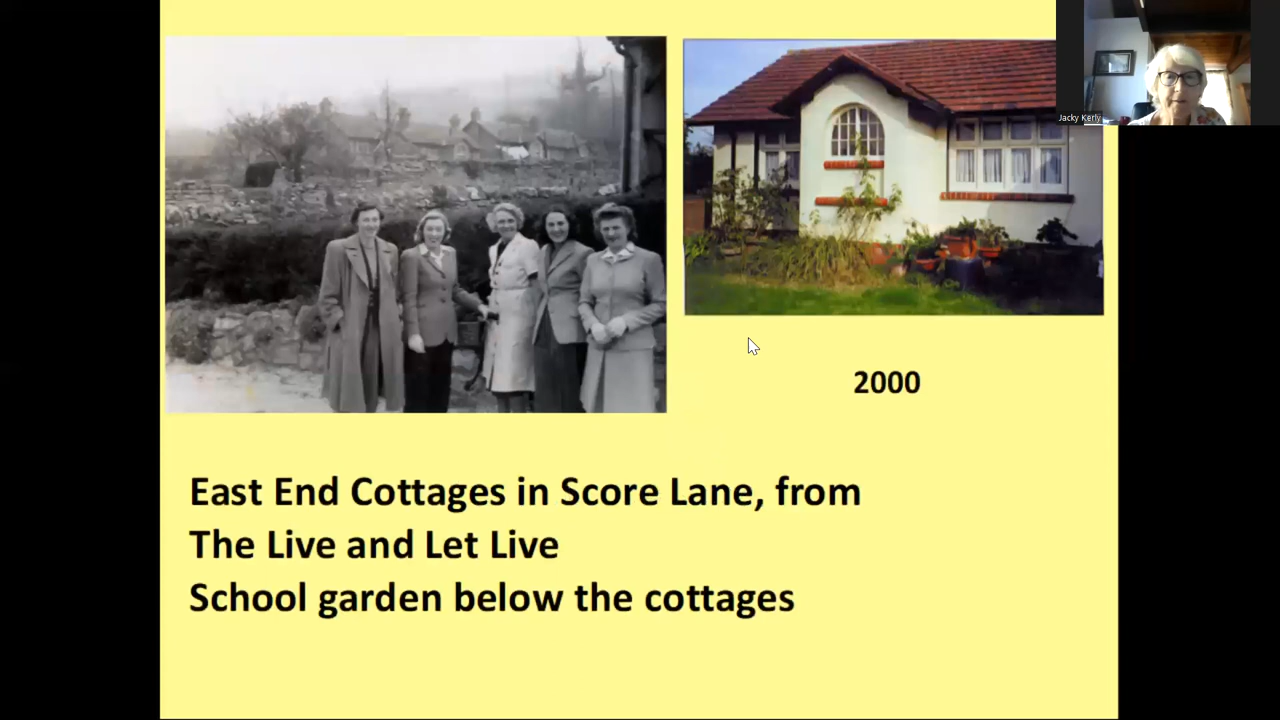 Jacky Kerly
2000
East End Cottages in Score Lane, from
The Live and Let Live
School garden below the cottages